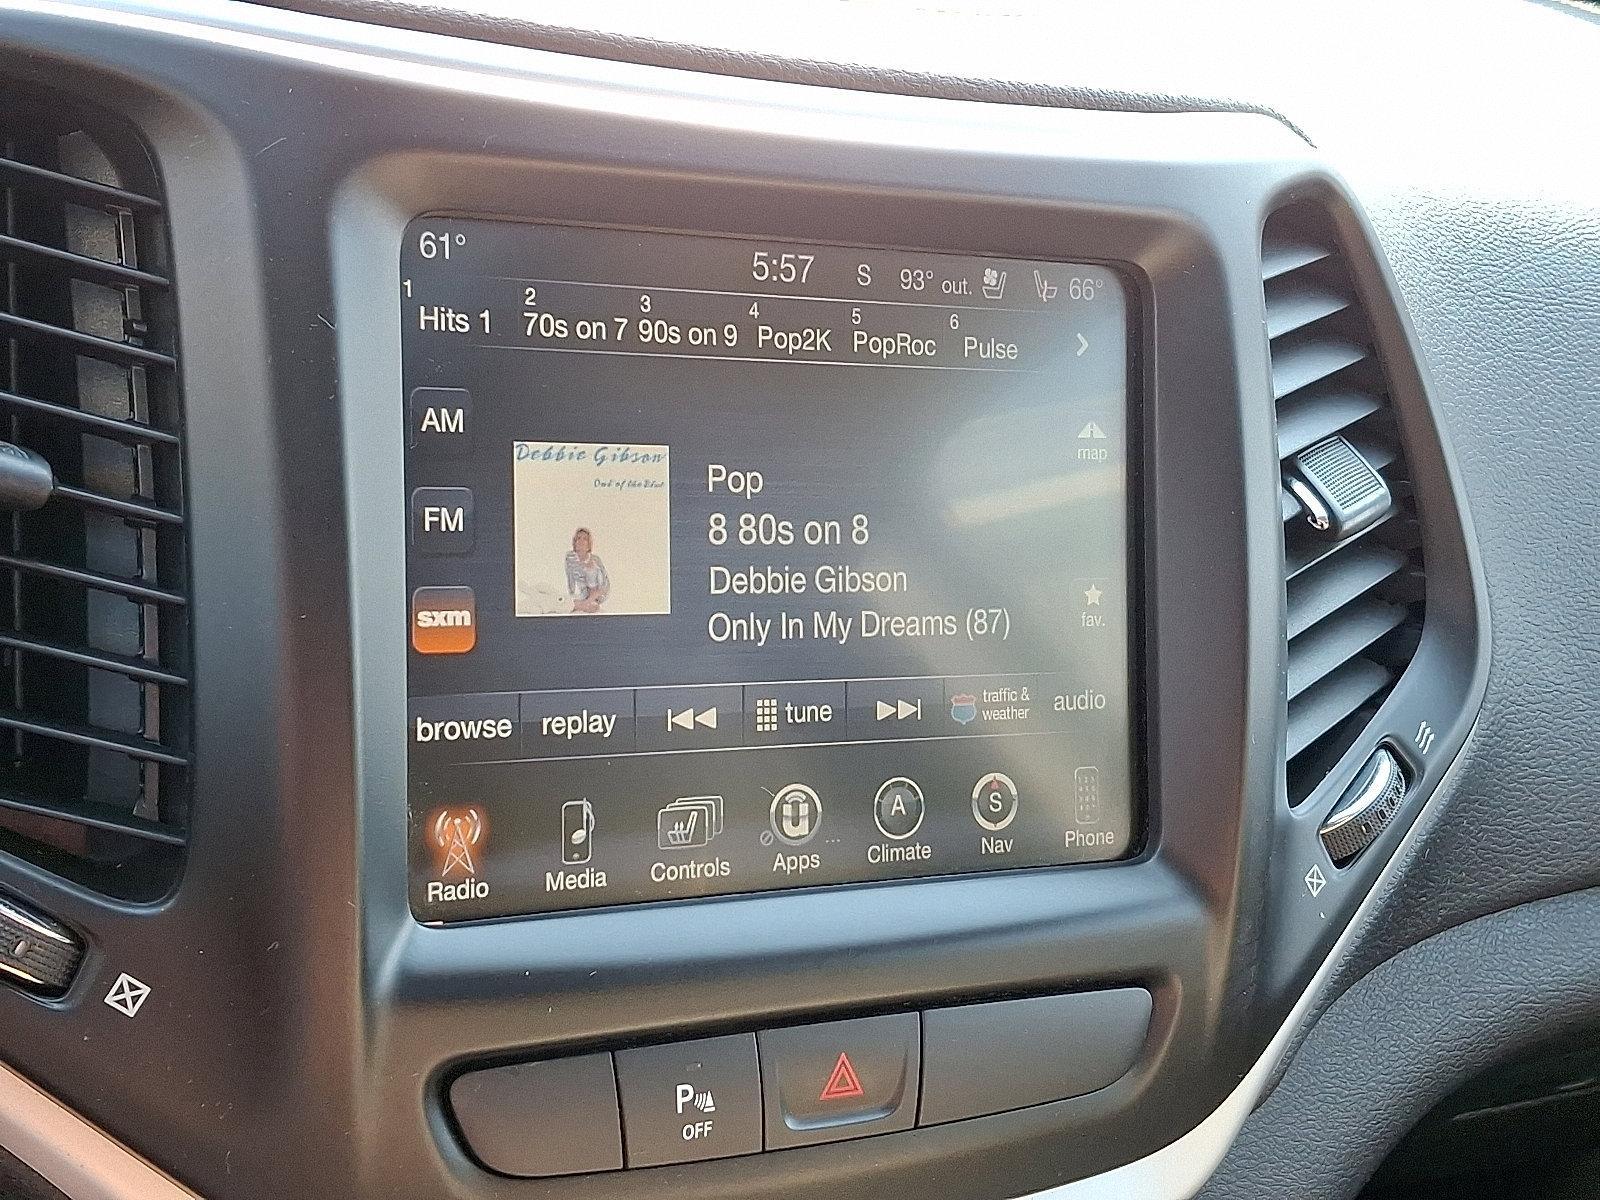 61°
5:57 S 93° out. 66°
1 2 3 4 5 6
Hits 1 70s on 7 90s on 9 Pop2K PopRoc Pulse
AM
map
Debbie Gibson
Out of the Blue
Pop
FM
8 80s on 8
Debbie Gibson
fav.
sxm
Only In My Dreams (87)
browse replay tune traffic & weather audio
A S
Radio Media Controls Apps Climate Nav Phone
P
OFF